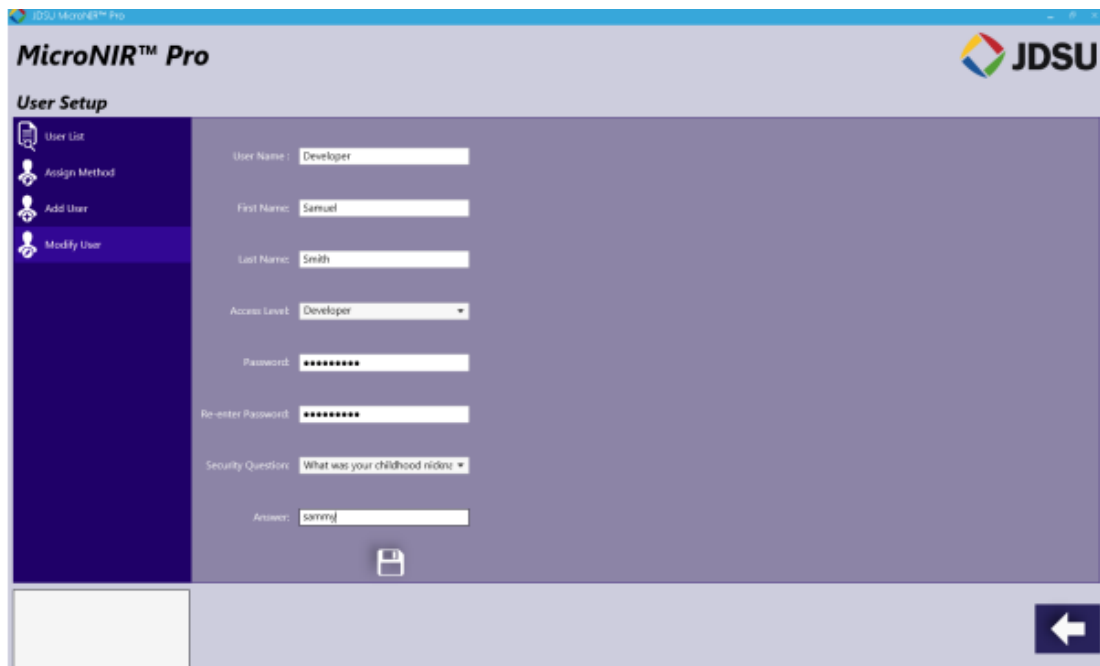 JDSU MicroNIR™ Pro
MicroNIR™ Pro
JDSU
User Setup
User List
Assign Method
Add User
Modify User
User Name : Developer
First Name: Samuel
Last Name: Smith
Access Level: Developer
Password: •••••••••
Re-enter Password: •••••••••
Security Question: What was your childhood nickna
Answer: sammy